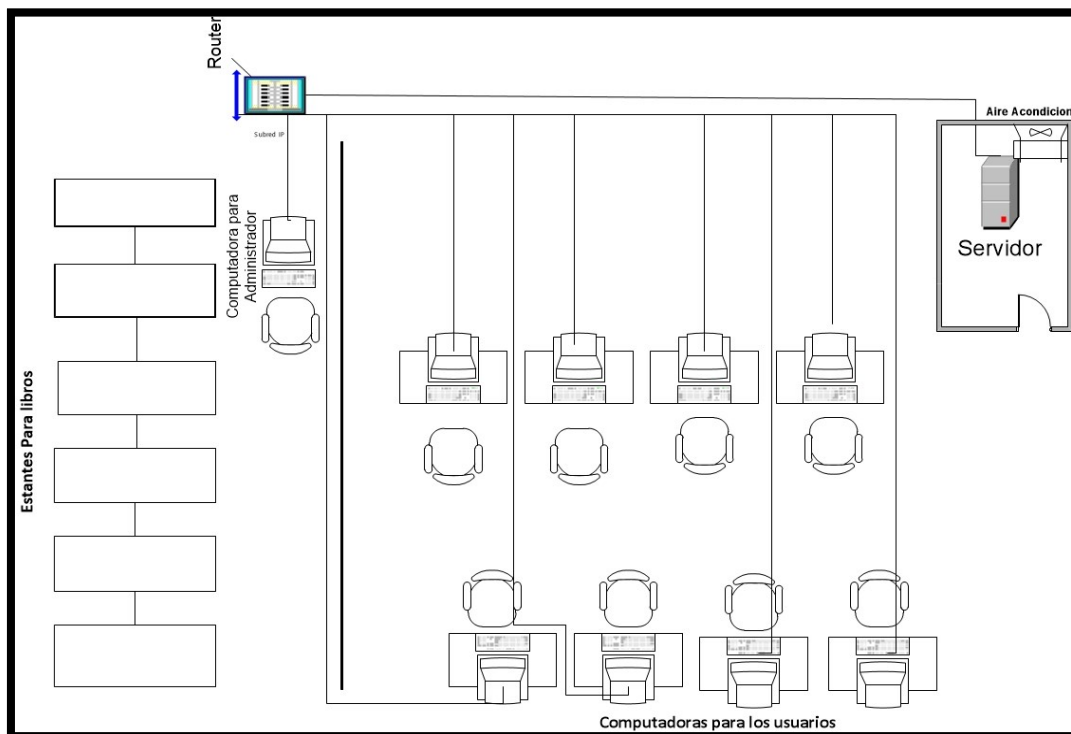 Router
Aire Acondicion
Subred IP
Computadora para
Administrador
Servidor
Estantes Para libros
Computadoras para los usuarios